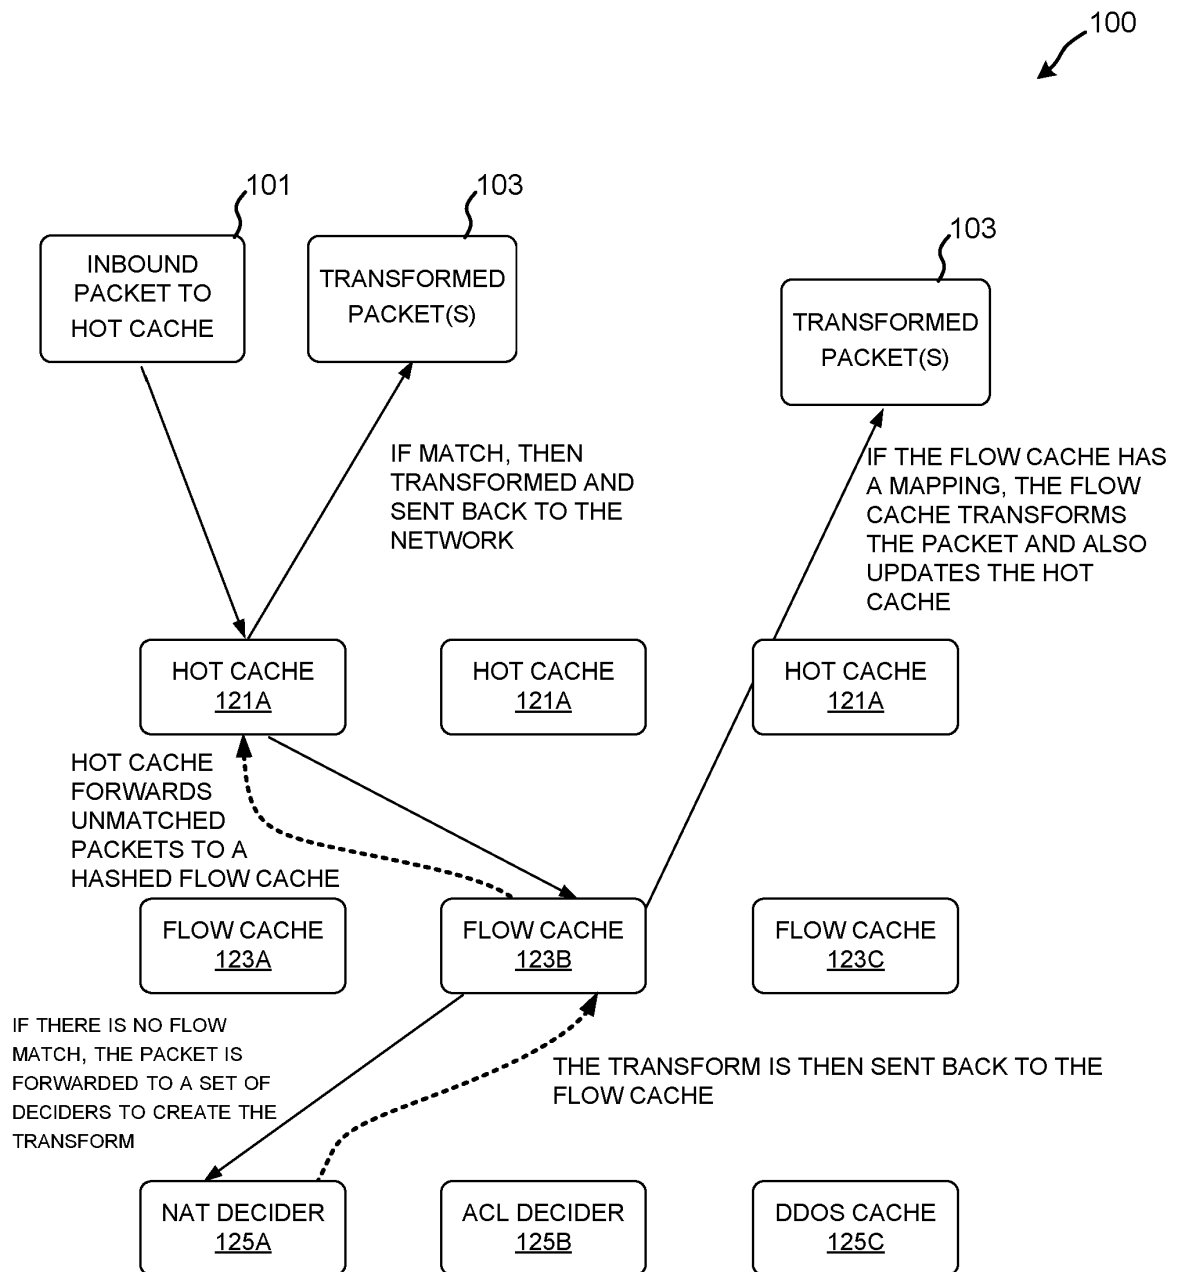 100
101
103
103
INBOUND
PACKET TO
HOT CACHE
TRANSFORMED
PACKET(S)
TRANSFORMED
PACKET(S)
IF MATCH, THEN
TRANSFORMED AND
SENT BACK TO THE
NETWORK
IF THE FLOW CACHE HAS
A MAPPING, THE FLOW
CACHE TRANSFORMS
THE PACKET AND ALSO
UPDATES THE HOT
CACHE
HOT CACHE
121A
HOT CACHE
121A
HOT CACHE
121A
HOT CACHE
FORWARDS
UNMATCHED
PACKETS TO A
HASHED FLOW CACHE
FLOW CACHE
123A
FLOW CACHE
123B
FLOW CACHE
123C
IF THERE IS NO FLOW
MATCH, THE PACKET IS
FORWARDED TO A SET OF
DECIDERS TO CREATE THE
TRANSFORM
THE TRANSFORM IS THEN SENT BACK TO THE
FLOW CACHE
NAT DECIDER
125A
ACL DECIDER
125B
DDOS CACHE
125C